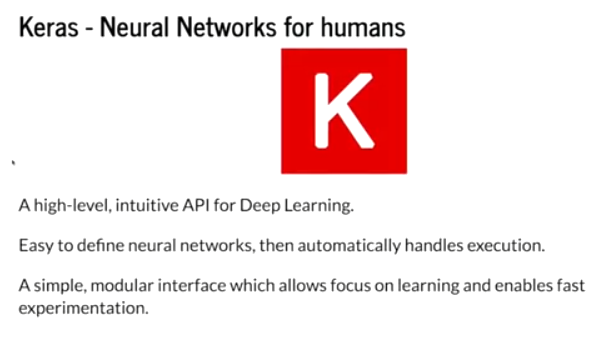 Keras - Neural Networks for humans
K
A high-level, intuitive API for Deep Learning.
Easy to define neural networks, then automatically handles execution.
A simple, modular interface which allows focus on learning and enables fast
experimentation.